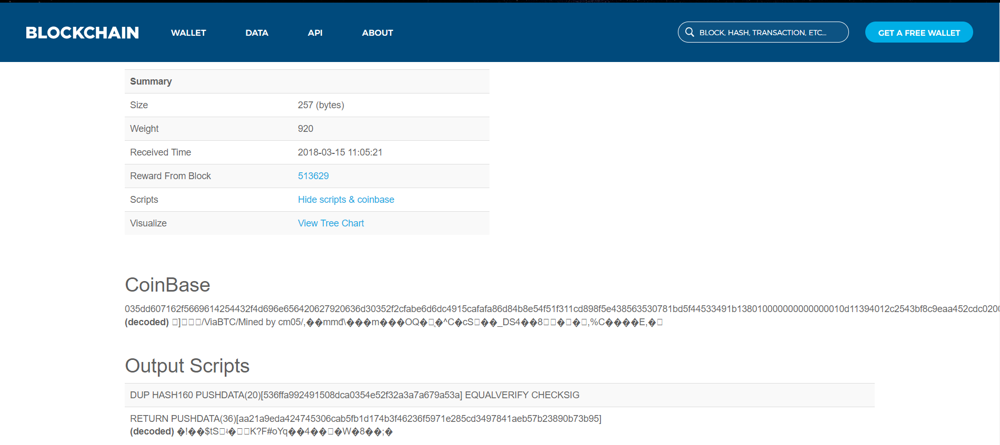 BLOCKCHAIN WALLET DATA API ABOUT BLOCK, HASH, TRANSACTION, ETC... GET A FREE WALLET
Summary
Size 257 (bytes)
Weight 920
Received Time 2018-03-15 11:05:21
Reward From Block 513629
Scripts Hide scripts & coinbase
Visualize View Tree Chart
CoinBase
035dd607162f5669614254432f4d696e656420627920636d30352f2cfabe6d6dc4915cafafa86d84b8e54f51f311cd898f5e438563530781bd5f44533491b138010000000000000010d11394012c2543bf8c9eaa452cdc0200
(decoded) □]□□□/ViaBTC/Mined by cm05/,��mmđ\���m���OQ�□�^C�cS□��_DS4��8□□�□�□,%C����E,�□
Output Scripts
DUP HASH160 PUSHDATA(20)[536ffa992491508dca0354e52f32a3a7a679a53a] EQUALVERIFY CHECKSIG
RETURN PUSHDATA(36)[aa21a9eda424745306cab5fb1d174b3f46236f5971e285cd3497841aeb57b23890b73b95]
(decoded) �!��$tS□�□□K?F#oYq��4��□�W�8��;�